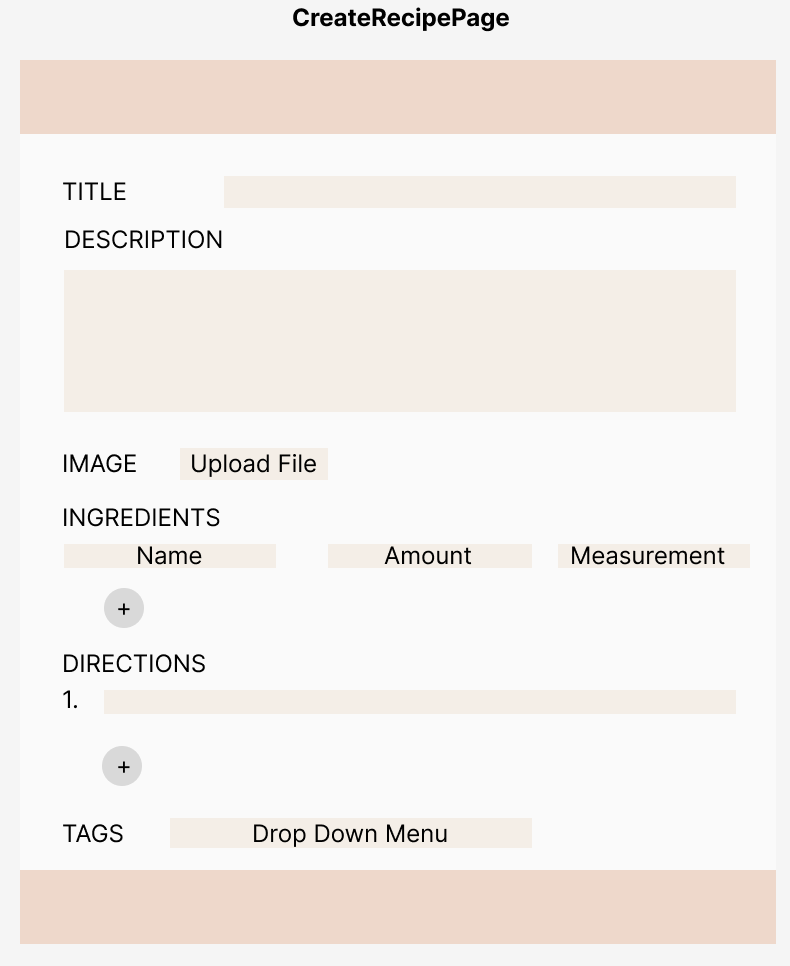 CreateRecipePage
TITLE
DESCRIPTION
IMAGE Upload File
INGREDIENTS
Name Amount Measurement
+
DIRECTIONS
1.
+
TAGS Drop Down Menu